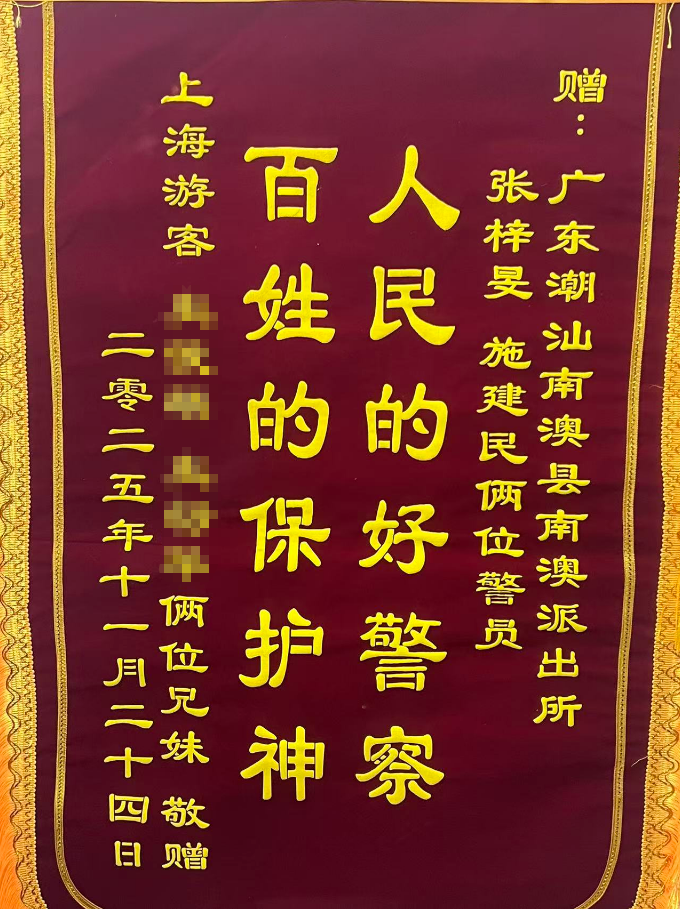 赠：广东潮汕南澳县南澳派出所
张梓旻 施建民俩位警员
人民的好警察
百姓的保护神
上海游客 俩位兄妹 敬赠
二零二五年十一月二十四日